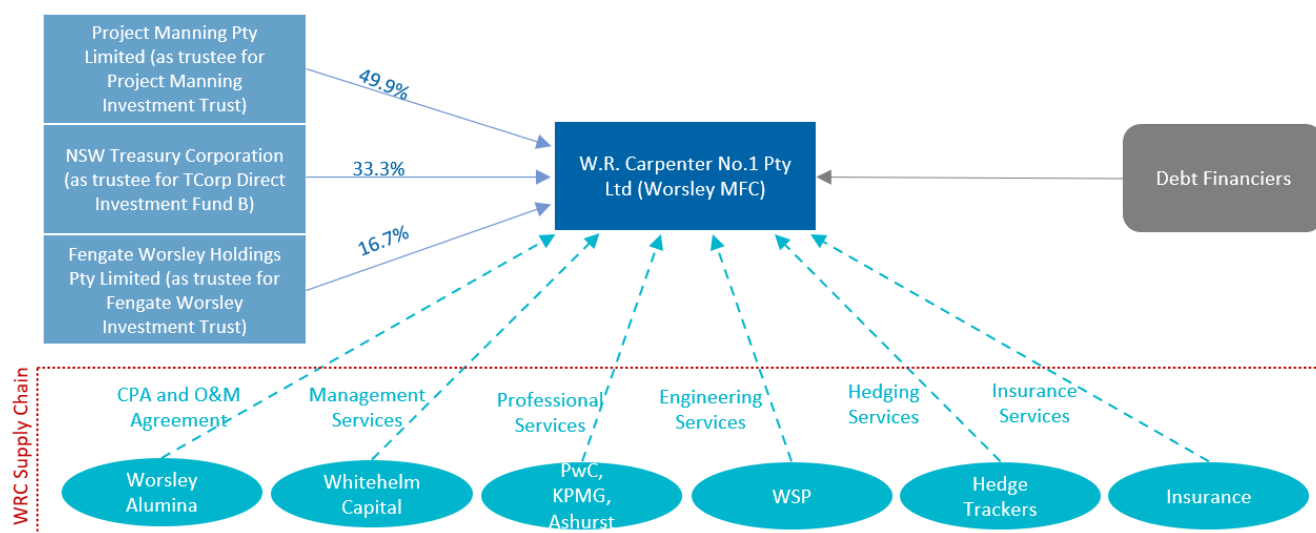 Project Manning Pty
Limited (as trustee for
Project Manning
Investment Trust)
49.9%
NSW Treasury Corporation
(as trustee for TCorp Direct
Investment Fund B)
33.3%
Fengate Worsley Holdings
Pty Limited (as trustee for
Fengate Worsley
Investment Trust)
16.7%
W.R. Carpenter No.1 Pty
Ltd (Worsley MFC)
Debt Financiers
WRC Supply Chain
CPA and O&M
Agreement
Management
Services
Professional
Services
Engineering
Services
Hedging
Services
Insurance
Services
Worsley
Alumina
Whitehelm
Capital
PwC,
KPMG,
Ashurst
WSP
Hedge
Trackers
Insurance